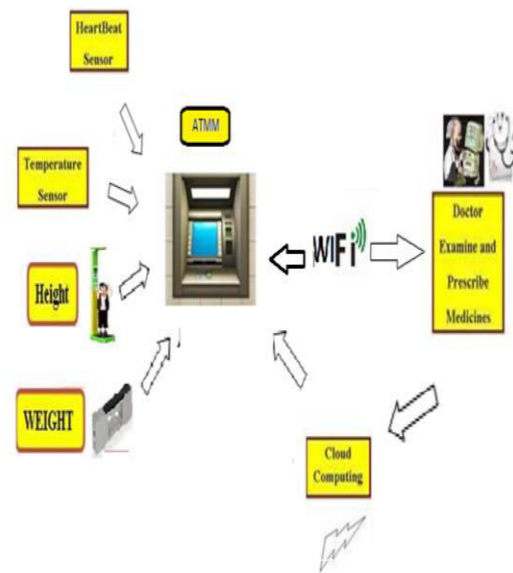 HeartBeat
Sensor
ATMM
Temperature
Sensor
Height
WEIGHT
WiFi
Doctor
Examine and
Prescribe
Medicines
Cloud
Computing